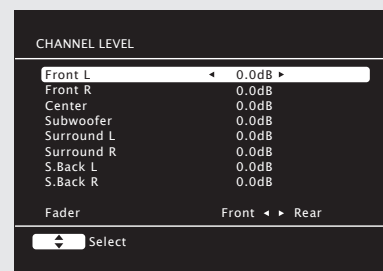 CHANNEL LEVEL
Front L ◄ 0.0dB ►
Front R 0.0dB
Center 0.0dB
Subwoofer 0.0dB
Surround L 0.0dB
Surround R 0.0dB
S.Back L 0.0dB
S.Back R 0.0dB
Fader Front ◄ ► Rear
Select